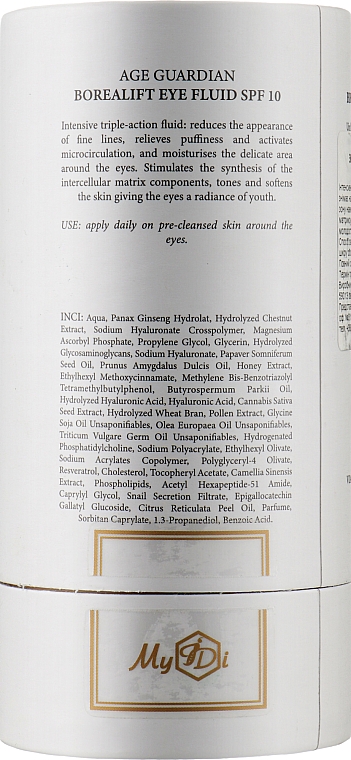 AGE GUARDIAN
BOREALIFT EYE FLUID SPF 10
Intensive triple-action fluid: reduces the appearance
of fine lines, relieves puffiness and activates
microcirculation, and moisturises the delicate area
around the eyes. Stimulates the synthesis of the
intercellular matrix components, tones and softens
the skin giving the eyes a radiance of youth.
USE: apply daily on pre-cleansed skin around the
eyes.
INCI: Aqua, Panax Ginseng Hydrolat, Hydrolyzed Chestnut
Extract, Sodium Hyaluronate Crosspolymer, Magnesium
Ascorbyl Phosphate, Propylene Glycol, Glycerin, Hydrolyzed
Glycosaminoglycans, Sodium Hyaluronate, Papaver Somniferum
Seed Oil, Prunus Amygdalus Dulcis Oil, Honey Extract,
Ethylhexyl Methoxycinnamate, Methylene Bis-Benzotriazolyl
Tetramethylbutylphenol, Butyrospermum Parkii Oil,
Hydrolyzed Hyaluronic Acid, Hyaluronic Acid, Cannabis Sativa
Seed Extract, Hydrolyzed Wheat Bran, Pollen Extract, Glycine
Soja Oil Unsaponifiables, Olea Europaea Oil Unsaponifiables,
Triticum Vulgare Germ Oil Unsaponifiables, Hydrogenated
Phosphatidylcholine, Sodium Polyacrylate, Ethylhexyl Olivate,
Sodium Acrylates Copolymer, Polyglyceryl-4 Olivate,
Resveratrol, Cholesterol, Tocopheryl Acetate, Camellia Sinensis
Extract, Phospholipids, Acetyl Hexapeptide-51 Amide,
Caprylyl Glycol, Snail Secretion Filtrate, Epigallocatechin
Gallatyl Glucoside, Citrus Reticulata Peel Oil, Parfume,
Sorbitan Caprylate, 1.3-Propanediol, Benzoic Acid.
MyiDi